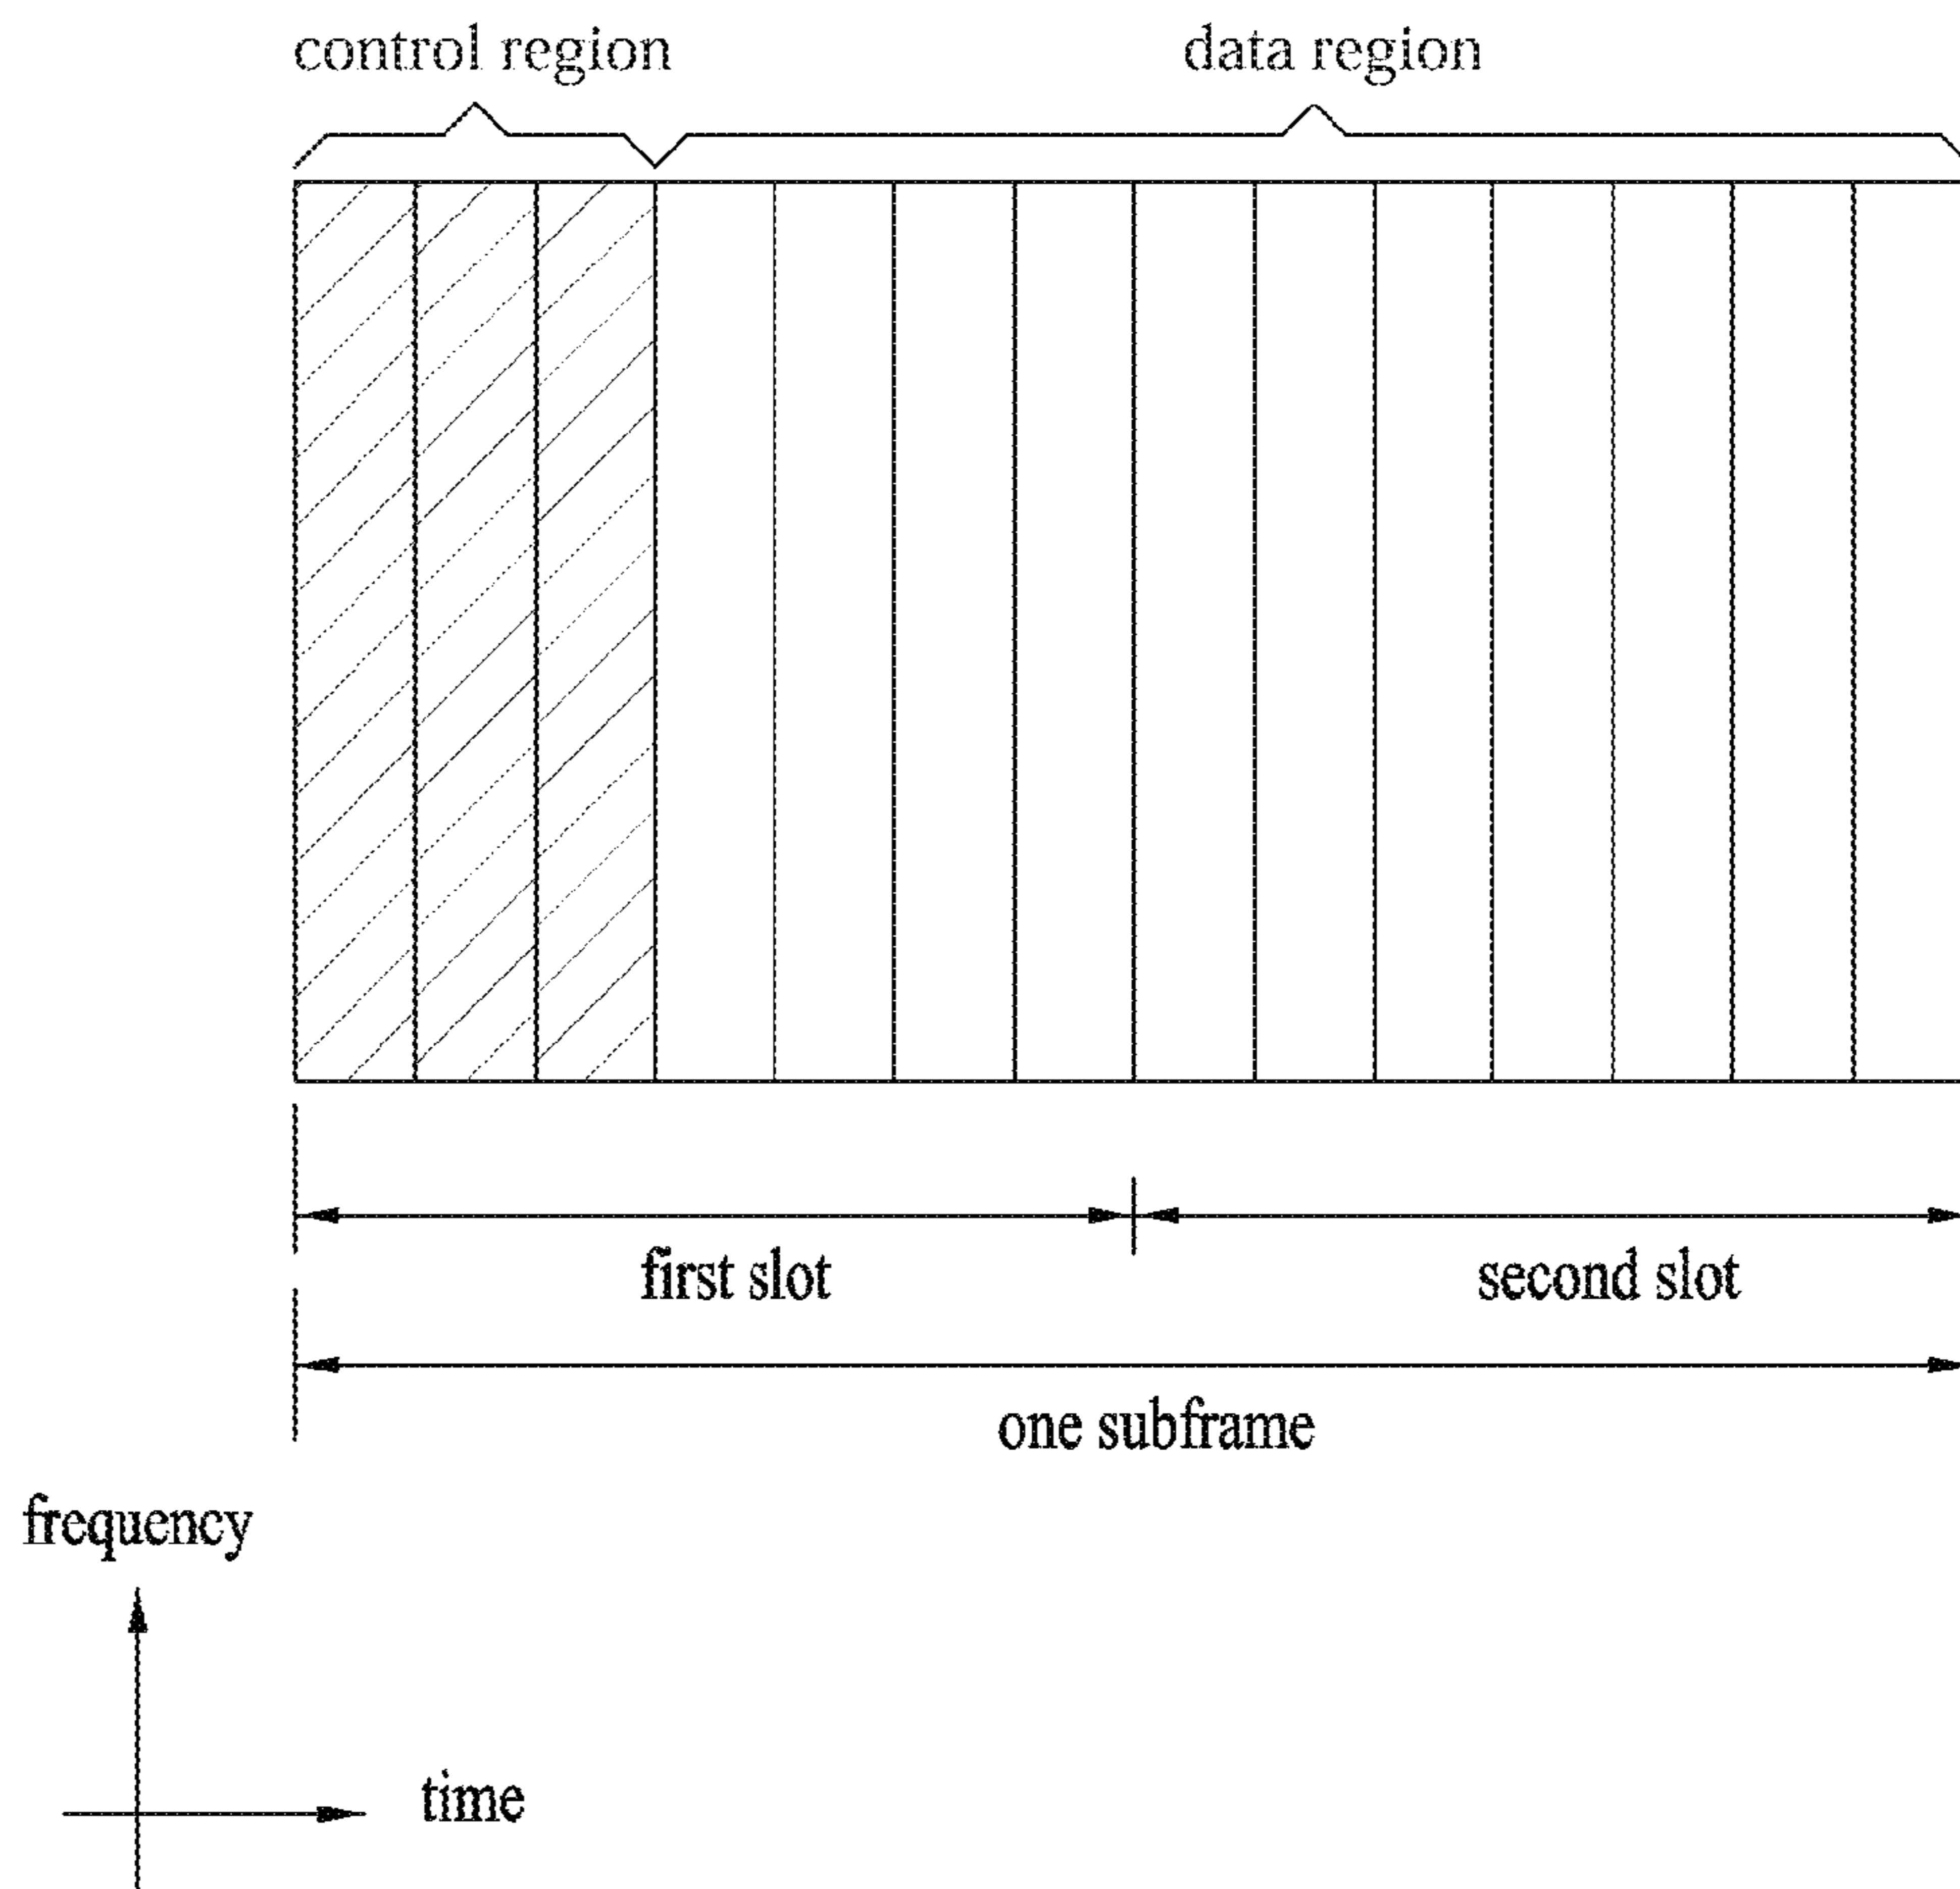 control region
data region
first slot
second slot
one subframe
frequency
time